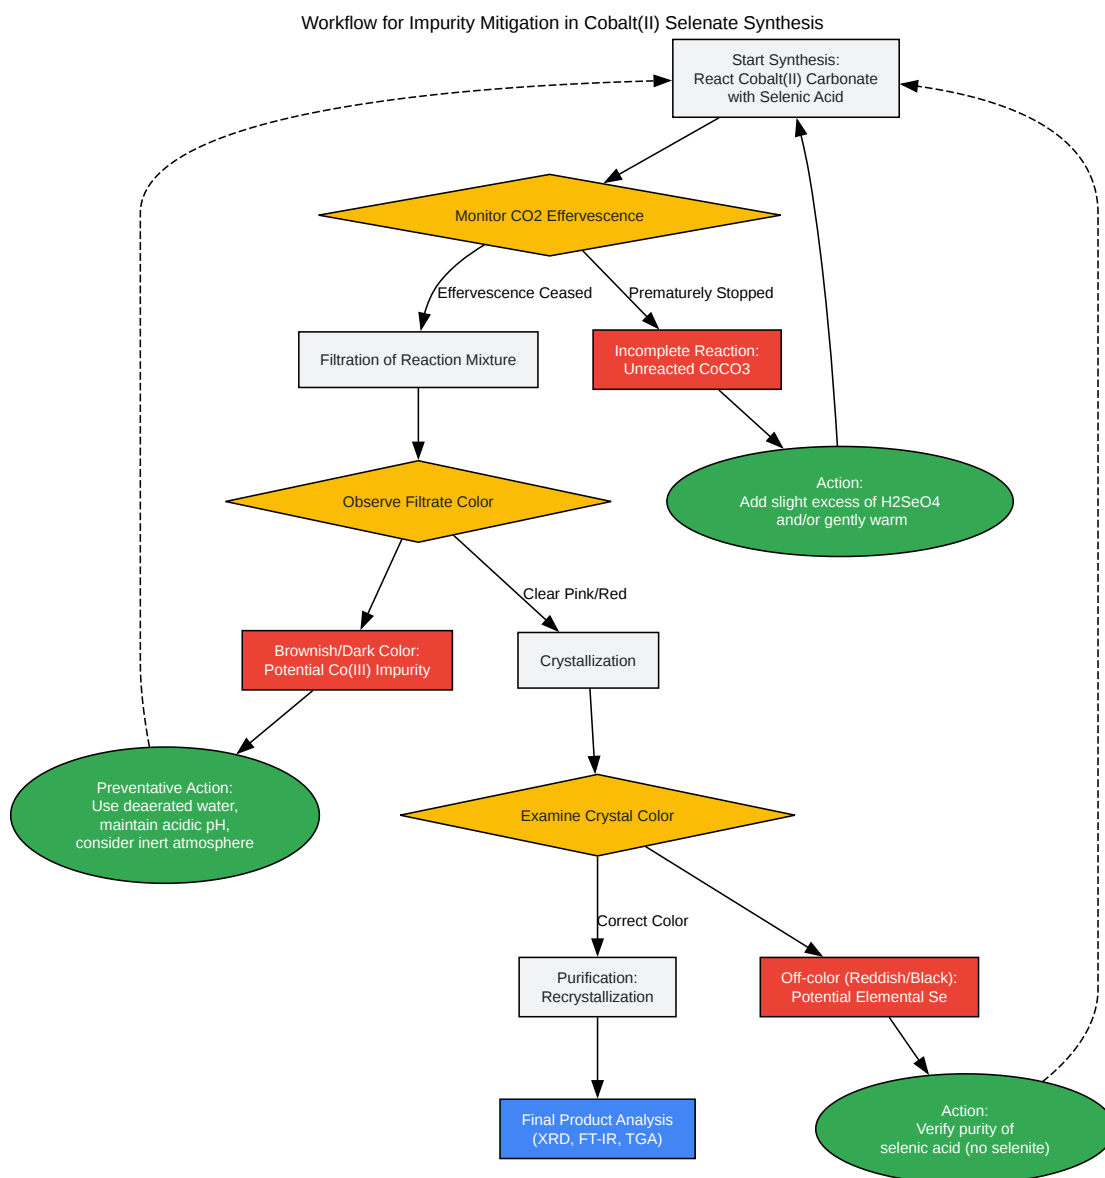 Workflow for Impurity Mitigation in Cobalt(II) Selenate Synthesis
Start Synthesis:
React Cobalt(II) Carbonate
with Selenic Acid
Monitor CO2 Effervescence
Effervescence Ceased
Prematurely Stopped
Filtration of Reaction Mixture
Incomplete Reaction:
Unreacted CoCO3
Observe Filtrate Color
Action:
Add slight excess of H2SeO4
and/or gently warm
Clear Pink/Red
Brownish/Dark Color:
Potential Co(III) Impurity
Crystallization
Preventative Action:
Use deaerated water,
maintain acidic pH,
consider inert atmosphere
Examine Crystal Color
Correct Color
Purification:
Recrystallization
Off-color (Reddish/Black):
Potential Elemental Se
Final Product Analysis
(XRD, FT-IR, TGA)
Action:
Verify purity of
selenic acid (no selenite)